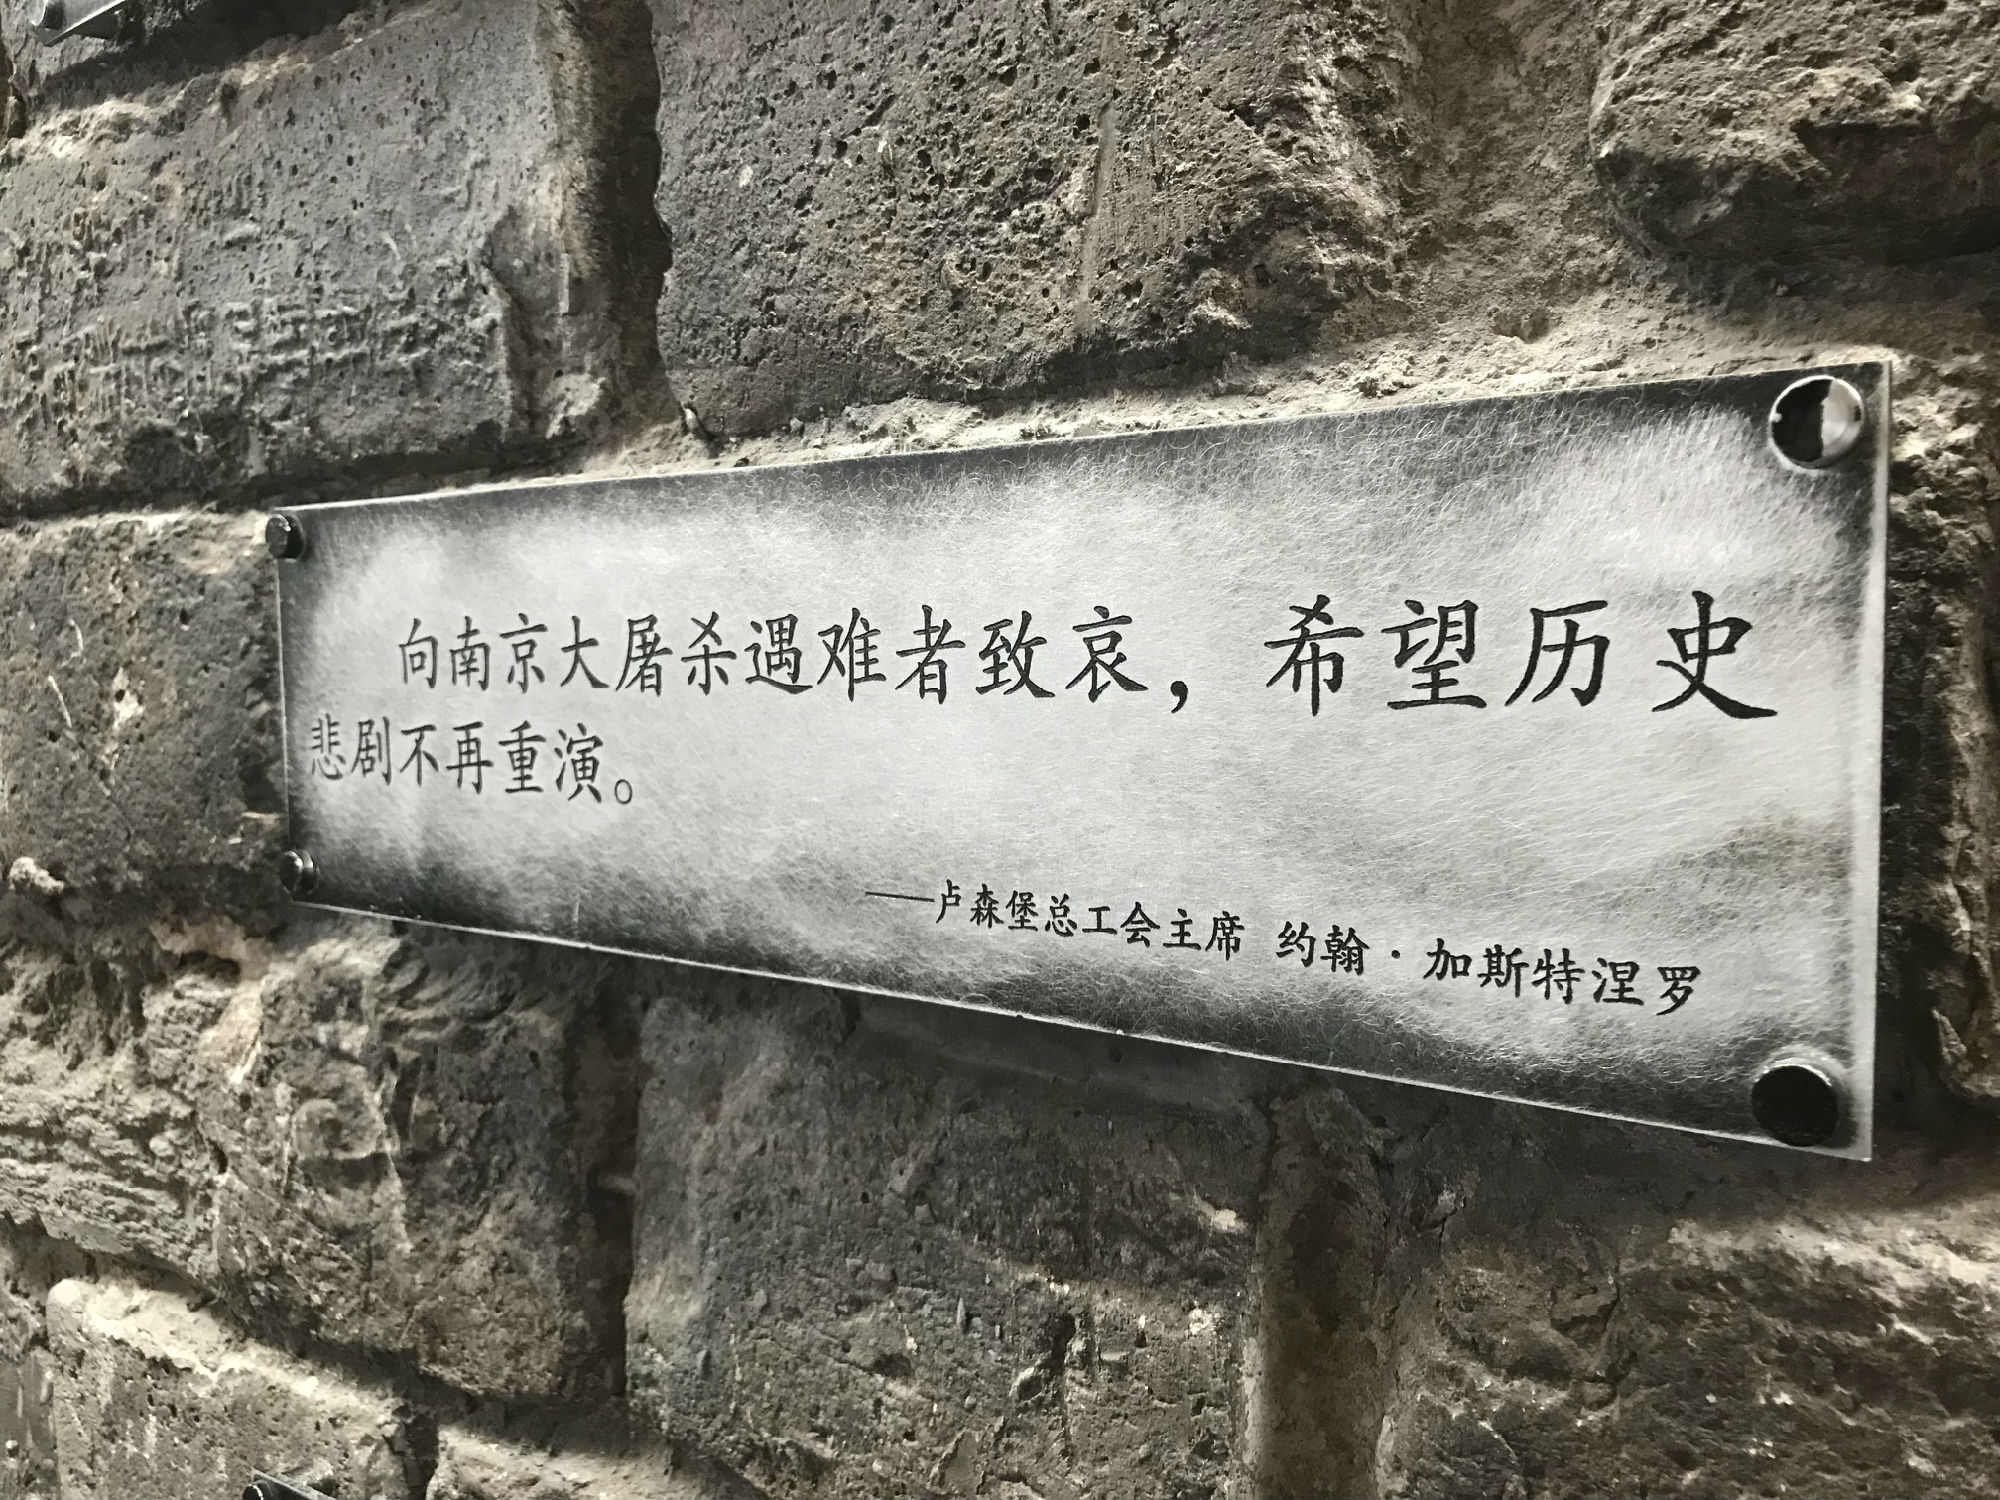 向南京大屠杀遇难者致哀，希望历史
悲剧不再重演。
——卢森堡总工会主席 约翰·加斯特涅罗